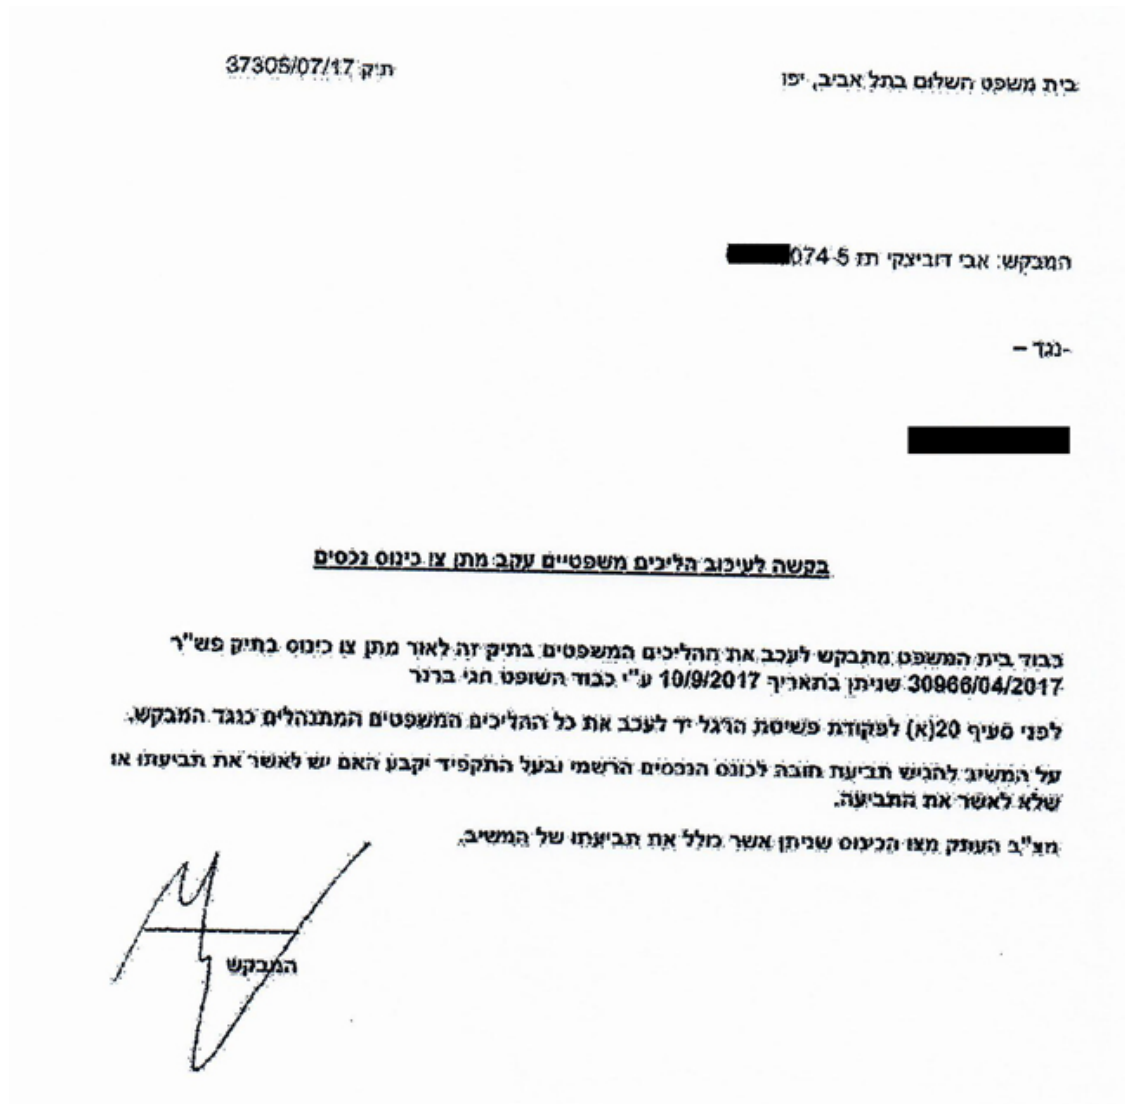 בית משפט השלום בתל אביב, יפו
תיק 37305/07/17
המבקש: אבי דוביצקי תז 5-074
-נגד –
בקשה לעיכוב הליכים משפטיים עקב מתן צו כינוס נכסים
כבוד בית המשפט מתבקש לעכב את ההליכים המשפטים בתיק זה לאור מתן צו כינוס בתיק פש"ר
30966/04/2017 שניתן בתאריך 10/9/2017 ע"י כבוד השופט חגי ברנר
לפני סעיף 20(א) לפקודת פשיטת הרגל יד לעכב את כל ההליכים המשפטים המתנהלים כנגד המבקש.
על המשיב להגיש תביעת חובה לכונס הנכסים הרשמי ובעל התקפיד יקבע האם יש לאשר את תביעתו או
שלא לאשר את התביעה.
מצ"ב העתק מצו הכינוס שניתן אשר כולל את תביעתו של המשיב.
המבקש